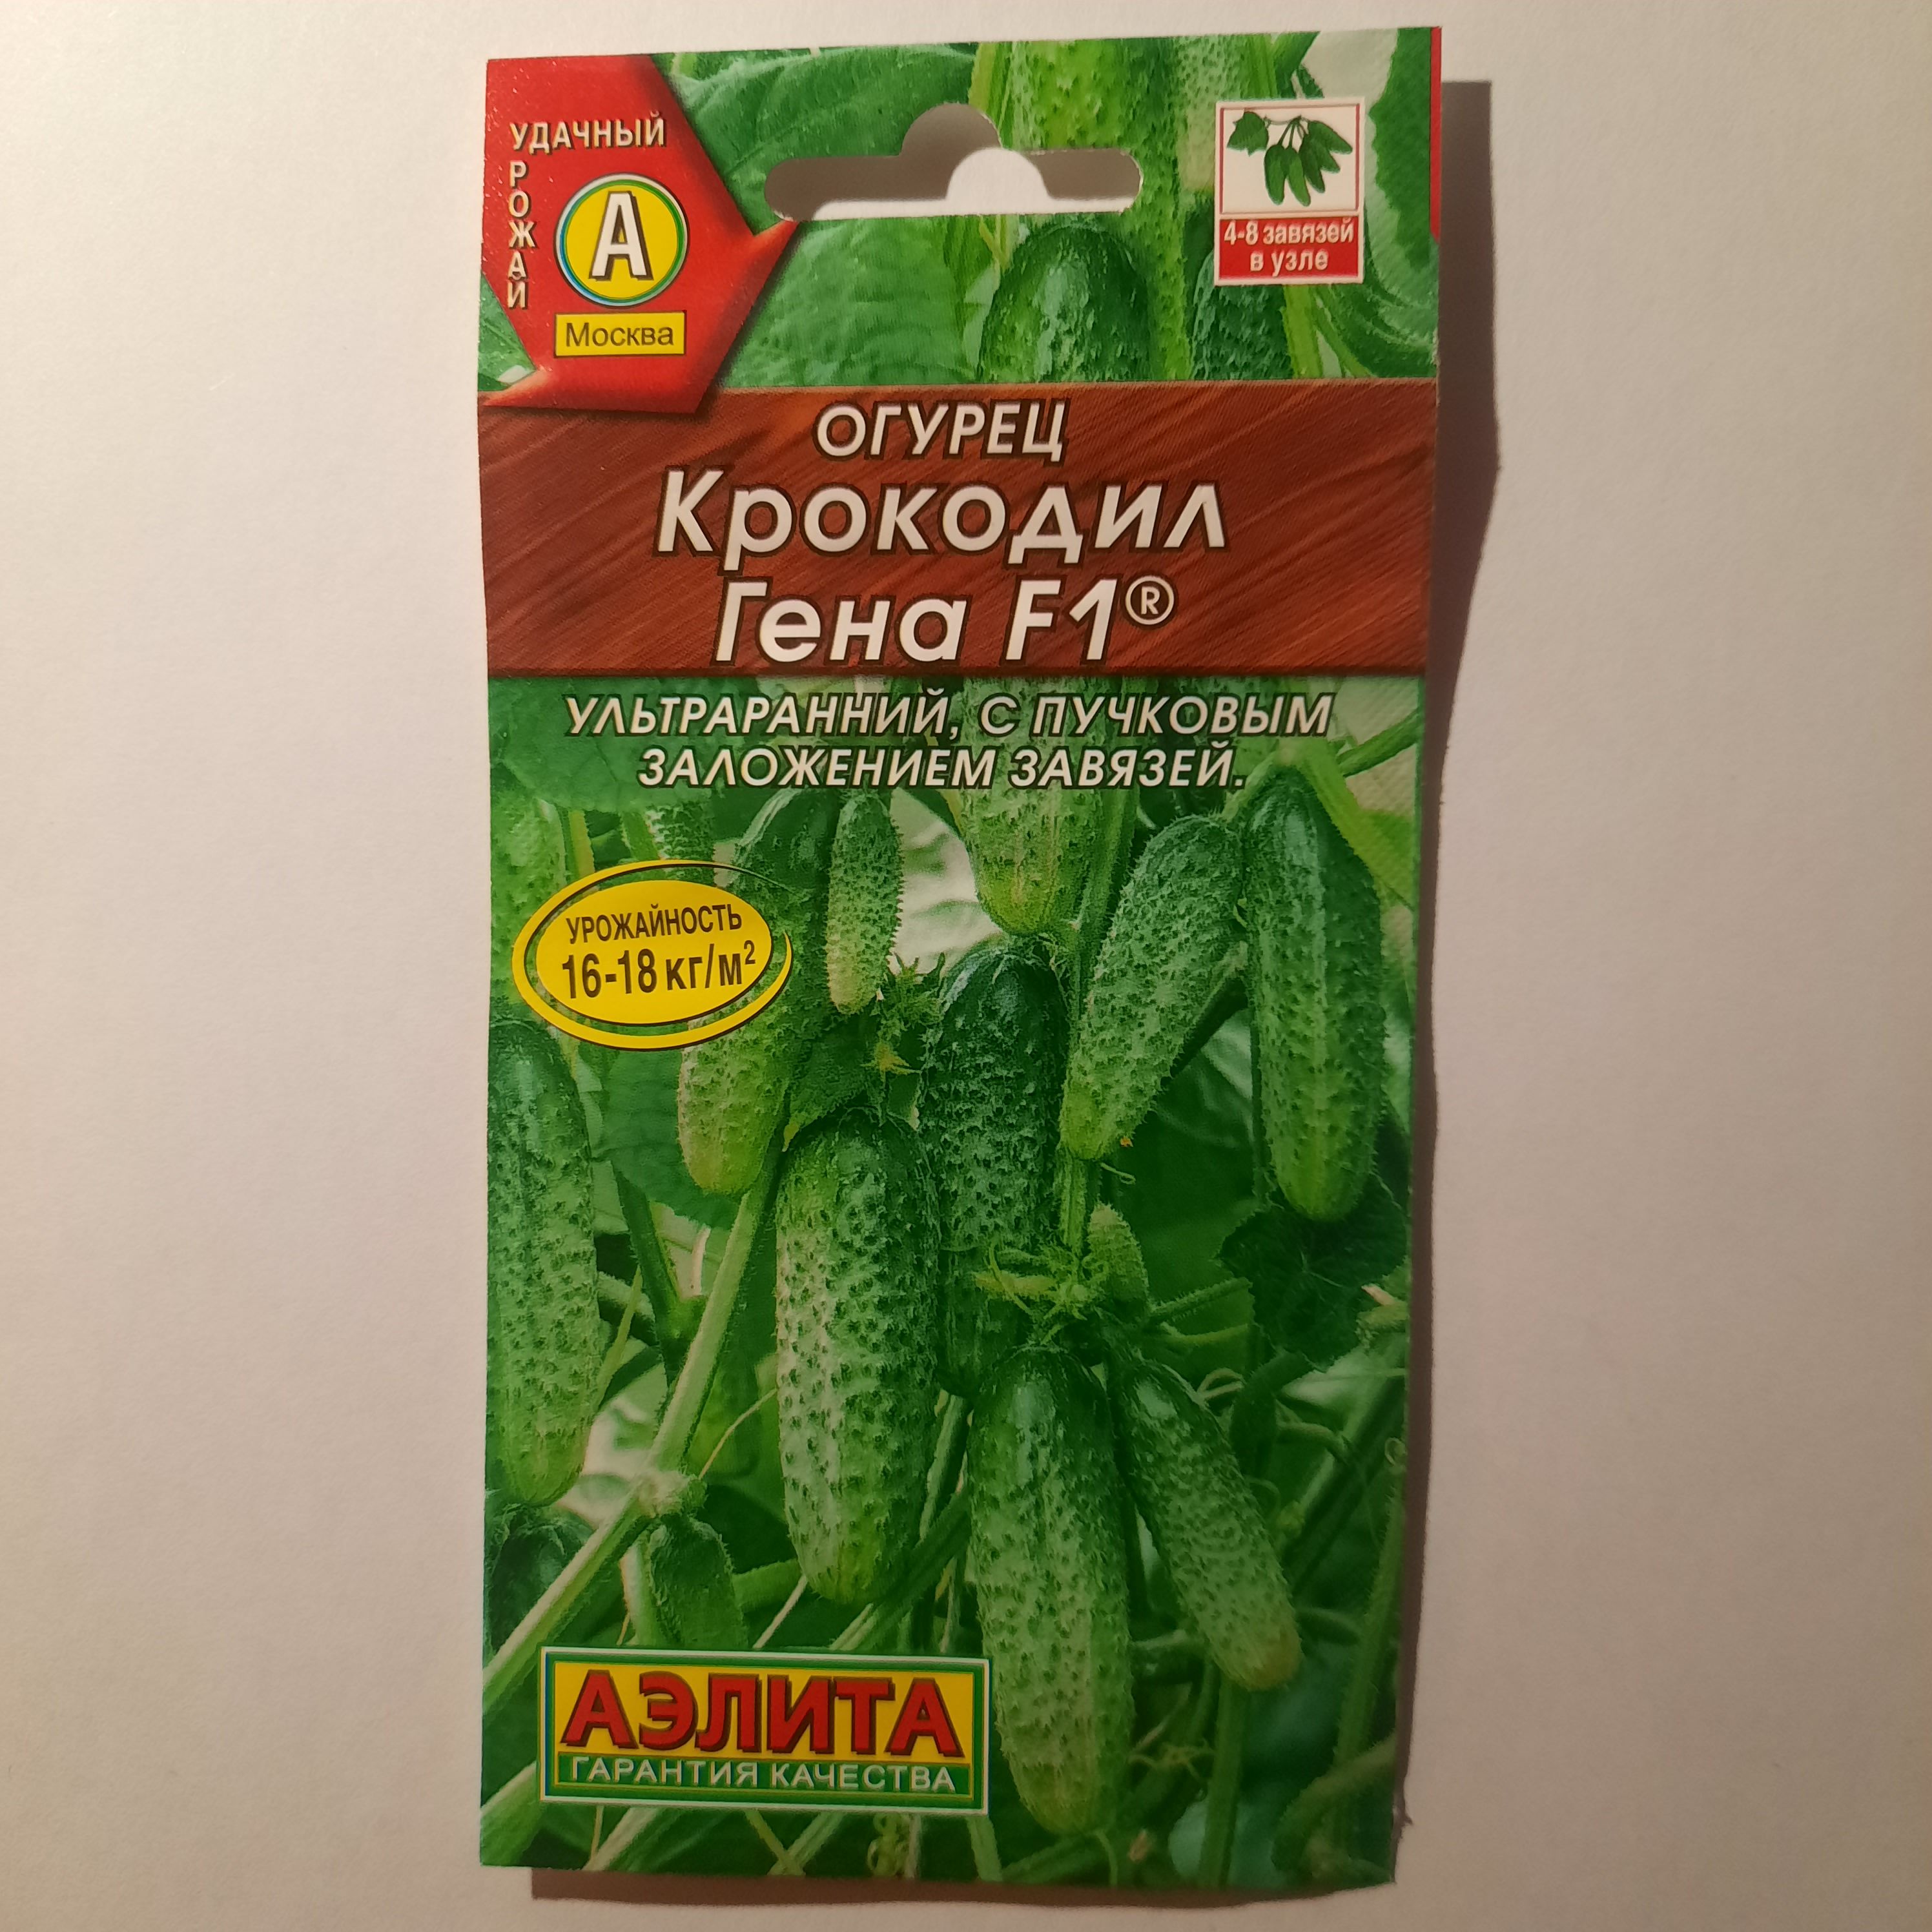 УДАЧНЫЙ
УРОЖАЙ
А
Москва
4-8 завязей
в узле
ОГУРЕЦ
Крокодил
Гена F1®
УЛЬТРАРАННИЙ, С ПУЧКОВЫМ
ЗАЛОЖЕНИЕМ ЗАВЯЗЕЙ.
УРОЖАЙНОСТЬ
16-18 кг/м²
АЭЛИТА
ГАРАНТИЯ КАЧЕСТВА